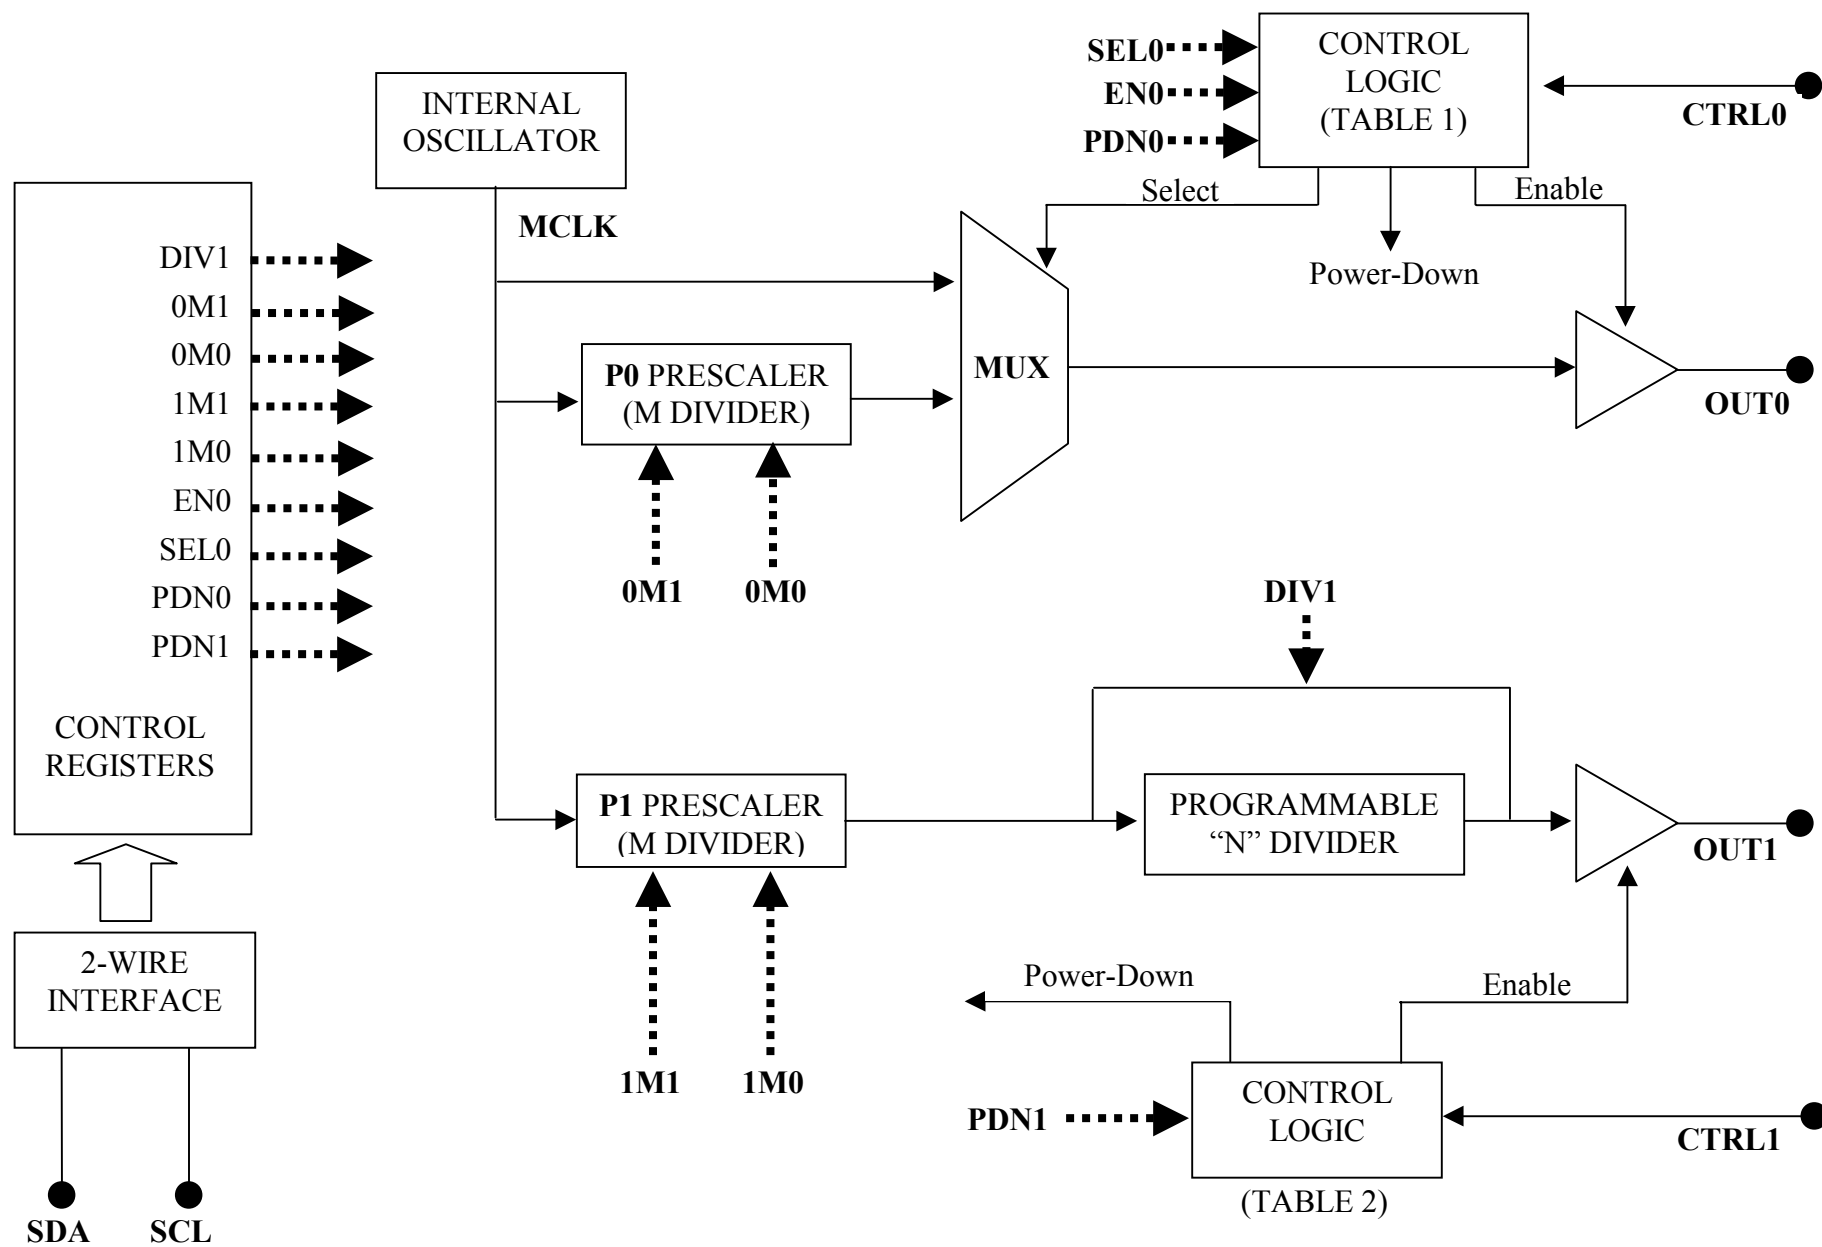 SEL0
EN0
PDN0
CONTROL
LOGIC
(TABLE 1)
CTRL0
INTERNAL
OSCILLATOR
MCLK
Select
Enable
Power-Down
DIV1
0M1
0M0
1M1
1M0
EN0
SEL0
PDN0
PDN1
CONTROL
REGISTERS
P0 PRESCALER
(M DIVIDER)
MUX
OUT0
0M1
0M0
DIV1
P1 PRESCALER
(M DIVIDER)
PROGRAMMABLE
“N” DIVIDER
OUT1
2-WIRE
INTERFACE
1M1
1M0
Power-Down
Enable
PDN1
CONTROL
LOGIC
CTRL1
(TABLE 2)
SDA
SCL